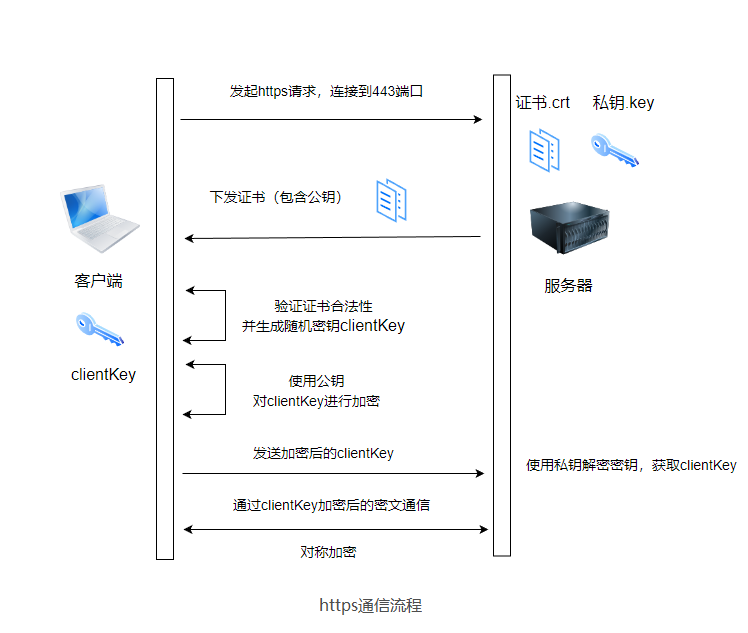 发起https请求，连接到443端口
证书.crt
私钥.key
下发证书（包含公钥）
客户端
服务器
验证证书合法性
并生成随机密钥clientKey
clientKey
使用公钥
对clientKey进行加密
发送加密后的clientKey
使用私钥解密密钥，获取clientKey
通过clientKey加密后的密文通信
对称加密
https通信流程